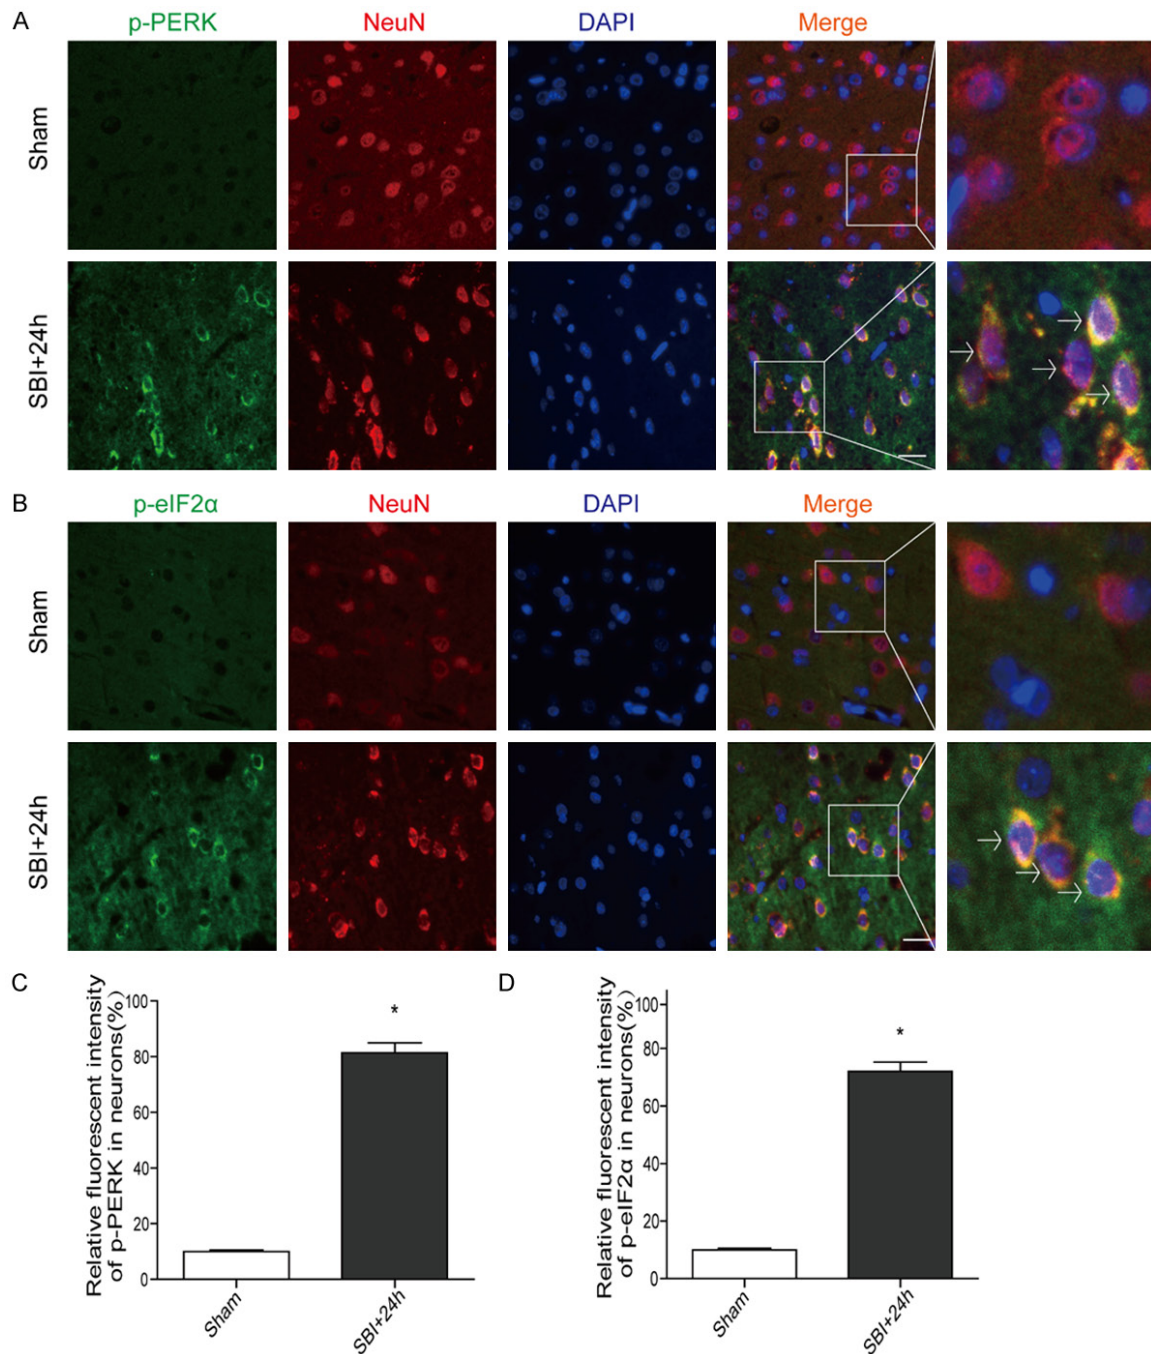 A
p-PERK NeuN DAPI Merge
Sham
SBI+24h
B
p-eIF2α NeuN DAPI Merge
Sham
SBI+24h
C
Relative fluorescent intensity
of p-PERK in neurons(%)
100
80
60
40
20
0
*
Sham
SBI+24h
D
Relative fluorescent intensity
of p-eIF2α in neurons(%)
100
80
60
40
20
0
*
Sham
SBI+24h